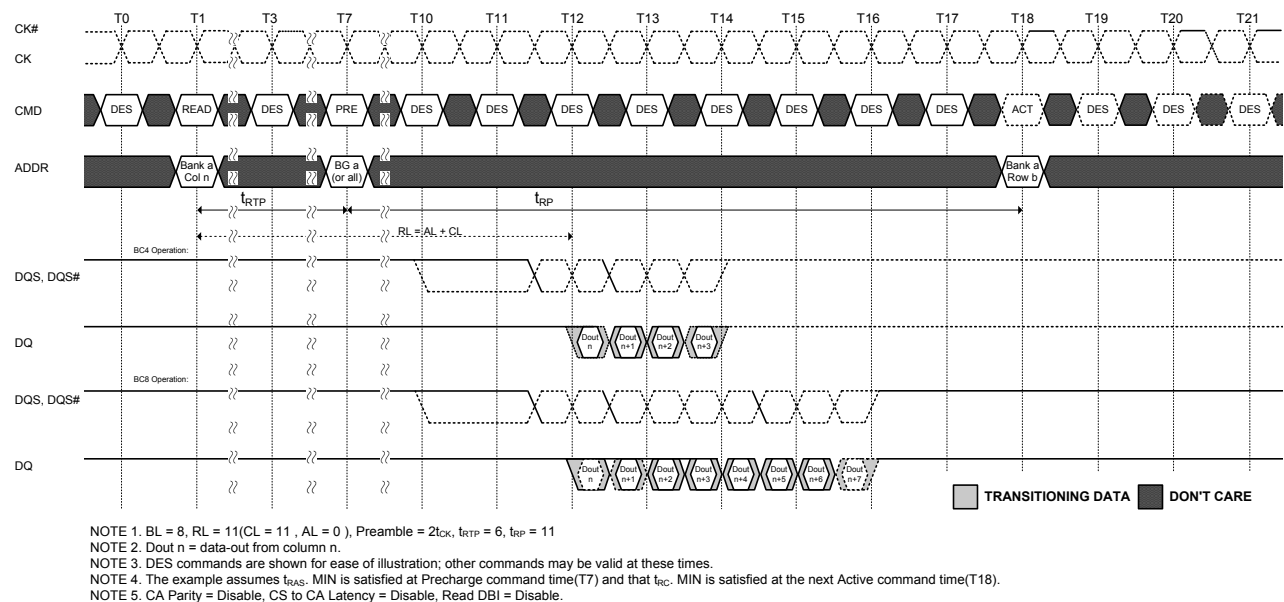 T0 T1 T3 T7 T10 T11 T12 T13 T14 T15 T16 T17 T18 T19 T20 T21
CK#
CK
CMD DES READ DES PRE DES DES DES DES DES DES DES DES ACT DES DES DES
ADDR
Bank a
Col n
BG a
(or all)
Bank a
Row b
tRTP tRP
RL = AL + CL
BC4 Operation:
DQS, DQS#
DQ
Dout
n
Dout
n+1
Dout
n+2
Dout
n+3
BC8 Operation:
DQS, DQS#
DQ
Dout
n
Dout
n+1
Dout
n+2
Dout
n+3
Dout
n+4
Dout
n+5
Dout
n+6
Dout
n+7
TRANSITIONING DATA DON'T CARE
NOTE 1. BL = 8, RL = 11(CL = 11 , AL = 0 ), Preamble = 2tCK, tRTP = 6, tRP = 11
NOTE 2. Dout n = data-out from column n.
NOTE 3. DES commands are shown for ease of illustration; other commands may be valid at these times.
NOTE 4. The example assumes tRAS. MIN is satisfied at Precharge command time(T7) and that tRC. MIN is satisfied at the next Active command time(T18).
NOTE 5. CA Parity = Disable, CS to CA Latency = Disable, Read DBI = Disable.